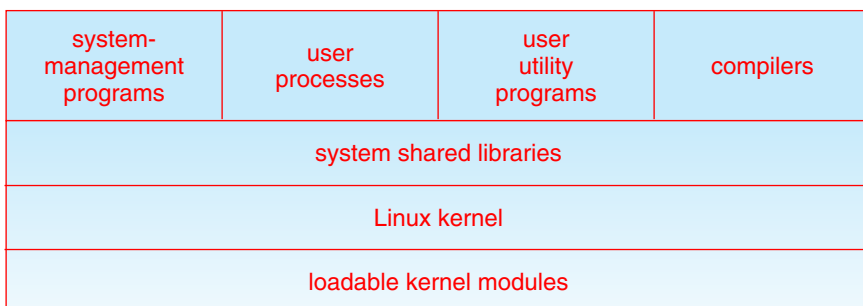 system-
management
programs
user
processes
user
utility
programs
compilers
system shared libraries
Linux kernel
loadable kernel modules